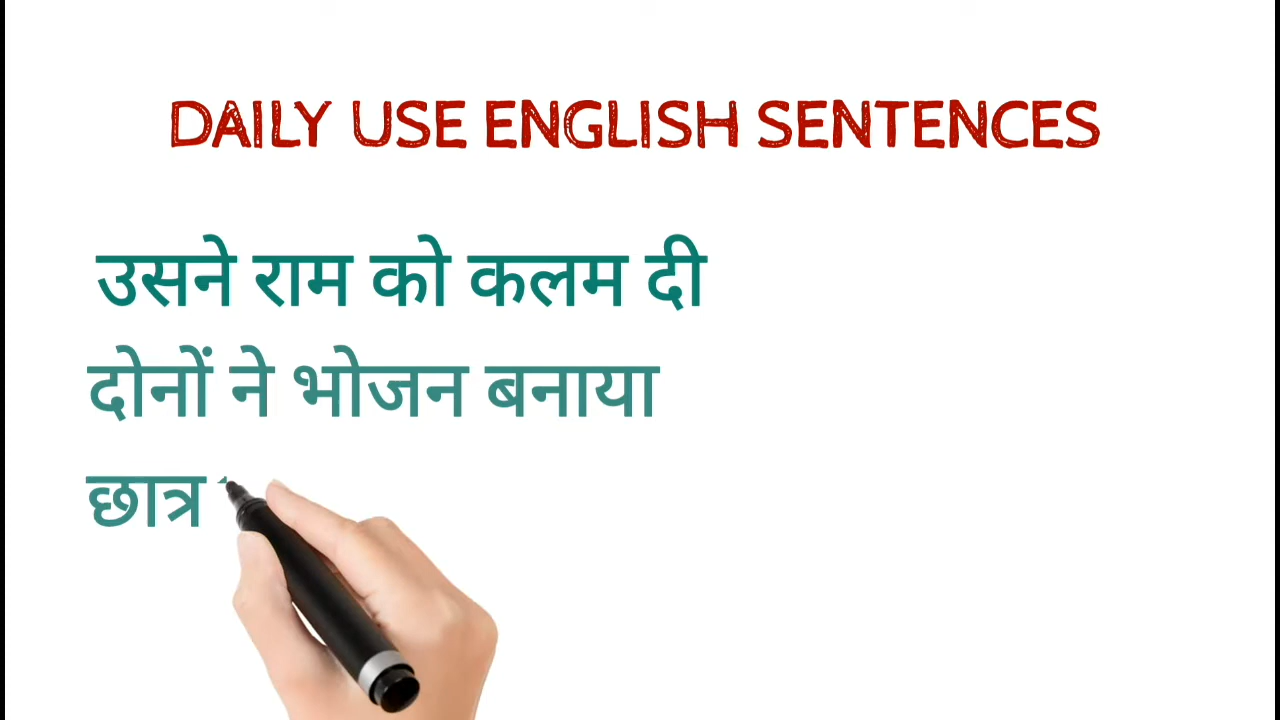 DAILY USE ENGLISH SENTENCES
उसने राम को कलम दी
दोनों ने भोजन बनाया
छात्र